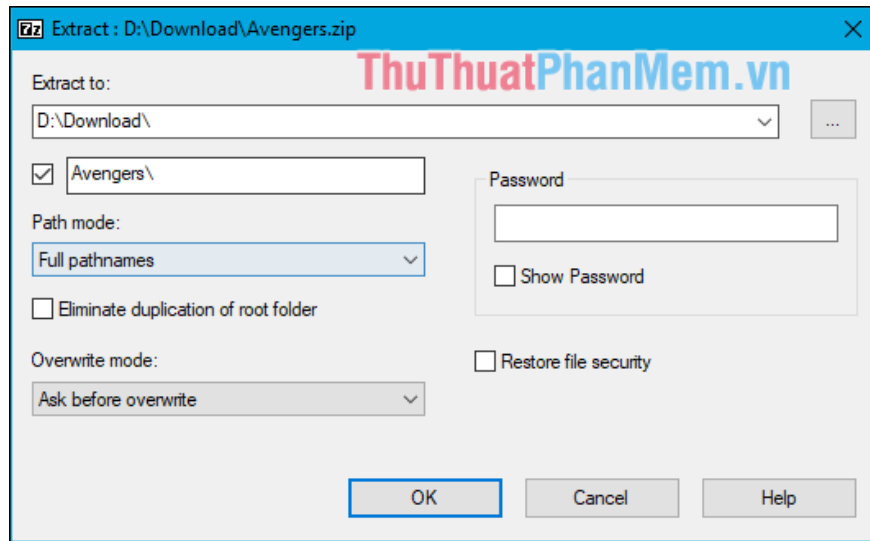 7z Extract : D:\Download\Avengers.zip
ThuThuatPhanMem.vn
Extract to:
D:\Download\
...
Avengers\
Password
Path mode:
Full pathnames
Show Password
Eliminate duplication of root folder
Overwrite mode:
Restore file security
Ask before overwrite
OK Cancel Help